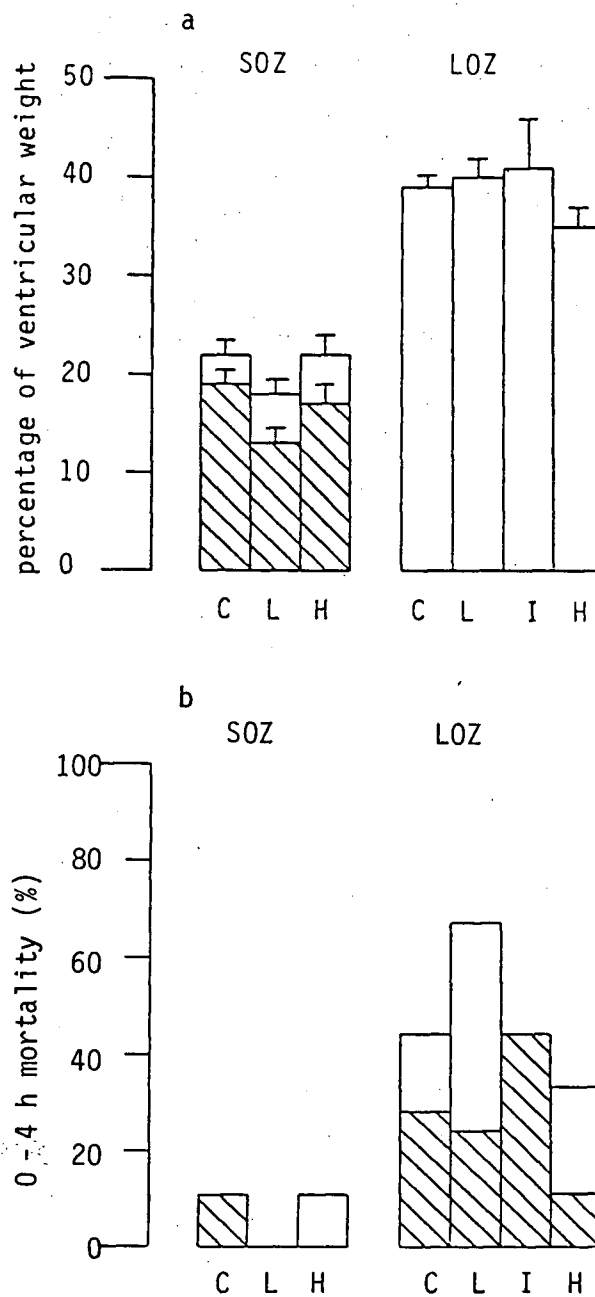 a
SOZ LOZ
percentage of ventricular weight
50
40
30
20
10
0
C L H C L I H
b
SOZ LOZ
0-4 h mortality (%)
100
80
60
40
20
0
C L H C L I H